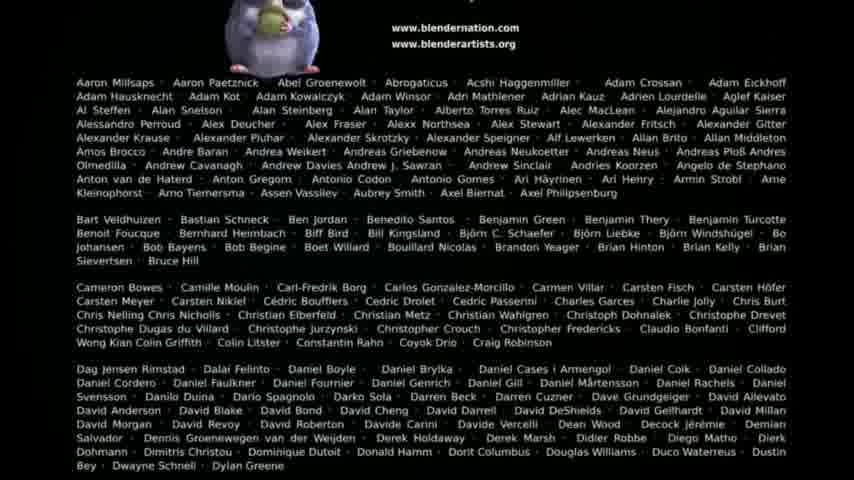 www.blendernation.com
www.blenderartists.org
Aaron Millsaps · Aaron Paetznick · Abel Groenewolt · Abrogaticus · Acshi Haggenmiller · Adam Crossan · Adam Eickhoff
Adam Hausknecht · Adam Kot · Adam Kowalczyk · Adam Winsor · Adri Mathlener · Adrian Kauz · Adrien Lourdelle · Aglef Kaiser
Al Steffen · Alan Snelson · Alan Steinberg · Alan Taylor · Alberto Torres Ruiz · Alec MacLean · Alejandro Aguilar Sierra
Alessandro Perroud · Alex Deucher · Alex Fraser · Alexx Northsea · Alex Stewart · Alexander Fritsch · Alexander Gitter
Alexander Krause · Alexander Pluhar · Alexander Skrotzky · Alexander Speigner · Alf Lewerken · Allan Brito · Allan Middleton
Amos Brocco · Andre Baran · Andrea Weikert · Andreas Griebenow · Andreas Neukoetter · Andreas Neus · Andreas Ploß Andres
Olmedilla · Andrew Cavanagh · Andrew Davies Andrew J. Sawran · Andrew Sinclair · Andries Koorzen · Angelo de Stephano
Anton van de Haterd · Anton Gregorn · Antonio Codon · Antonio Gomes · Ari Häyrinen · Ari Henry · Armin Strobl · Arne
Kleinophorst · Arno Tiemersma · Assen Vassilev · Aubrey Smith · Axel Biernat · Axel Philipsenburg
Bart Veldhuizen · Bastian Schneck · Ben Jordan · Benedito Santos · Benjamin Green · Benjamin Thery · Benjamin Turcotte
Benoit Foucque · Bernhard Heimbach · Biff Bird · Bill Kingsland · Björn C. Schaefer · Björn Liebke · Björn Windshügel · Bo
Johansen · Bob Bayens · Bob Begine · Boet Willard · Bouillard Nicolas · Brandon Yeager · Brian Hinton · Brian Kelly · Brian
Sievertsen · Bruce Hill
Cameron Bowes · Camille Moulin · Carl-Fredrik Borg · Carlos Gonzalez-Morcillo · Carmen Villar · Carsten Fisch · Carsten Höfer
Carsten Meyer · Carsten Nikiel · Cédric Boufflers · Cedric Drolet · Cedric Passerini · Charles Garces · Charlie Jolly · Chris Burt
Chris Nelling Chris Nicholls · Christian Elberfeld · Christian Metz · Christian Wahlgren · Christoph Dohnalek · Christophe Drevet
Christophe Dugas du Villard · Christophe Jurzynski · Christopher Crouch · Christopher Fredericks · Claudio Bonfanti · Clifford
Wong Kian Colin Griffith · Colin Litster · Constantin Rahn · Coyok Drio · Craig Robinson
Dag Jensen Rimstad · Dalai Felinto · Daniel Boyle · Daniel Brylka · Daniel Cases i Armengol · Daniel Coik · Daniel Collado
Daniel Cordero · Daniel Faulkner · Daniel Fournier · Daniel Genrich · Daniel Gill · Daniel Mårtensson · Daniel Rachels · Daniel
Svensson · Danilo Duina · Dario Spagnolo · Darko Sola · Darren Beck · Darren Cuzner · Dave Grundgeiger · David Allevato
David Anderson · David Blake · David Bond · David Cheng · David Darrell · David DeShields · David Gellhardt · David Millan
David Morgan · David Revoy · David Roberton · Davide Carini · Davide Vercelli · Dean Wood · Decock Jérémie · Demian
Salvador · Dennis Groenewegen van der Weijden · Derek Holdaway · Derek Marsh · Didier Robbe · Diego Matho · Dierk
Dohmann · Dimitris Christou · Dominique Dutoit · Donald Hamm · Dorit Columbus · Douglas Williams · Duco Waterreus · Dustin
Bey · Dwayne Schnell · Dylan Greene